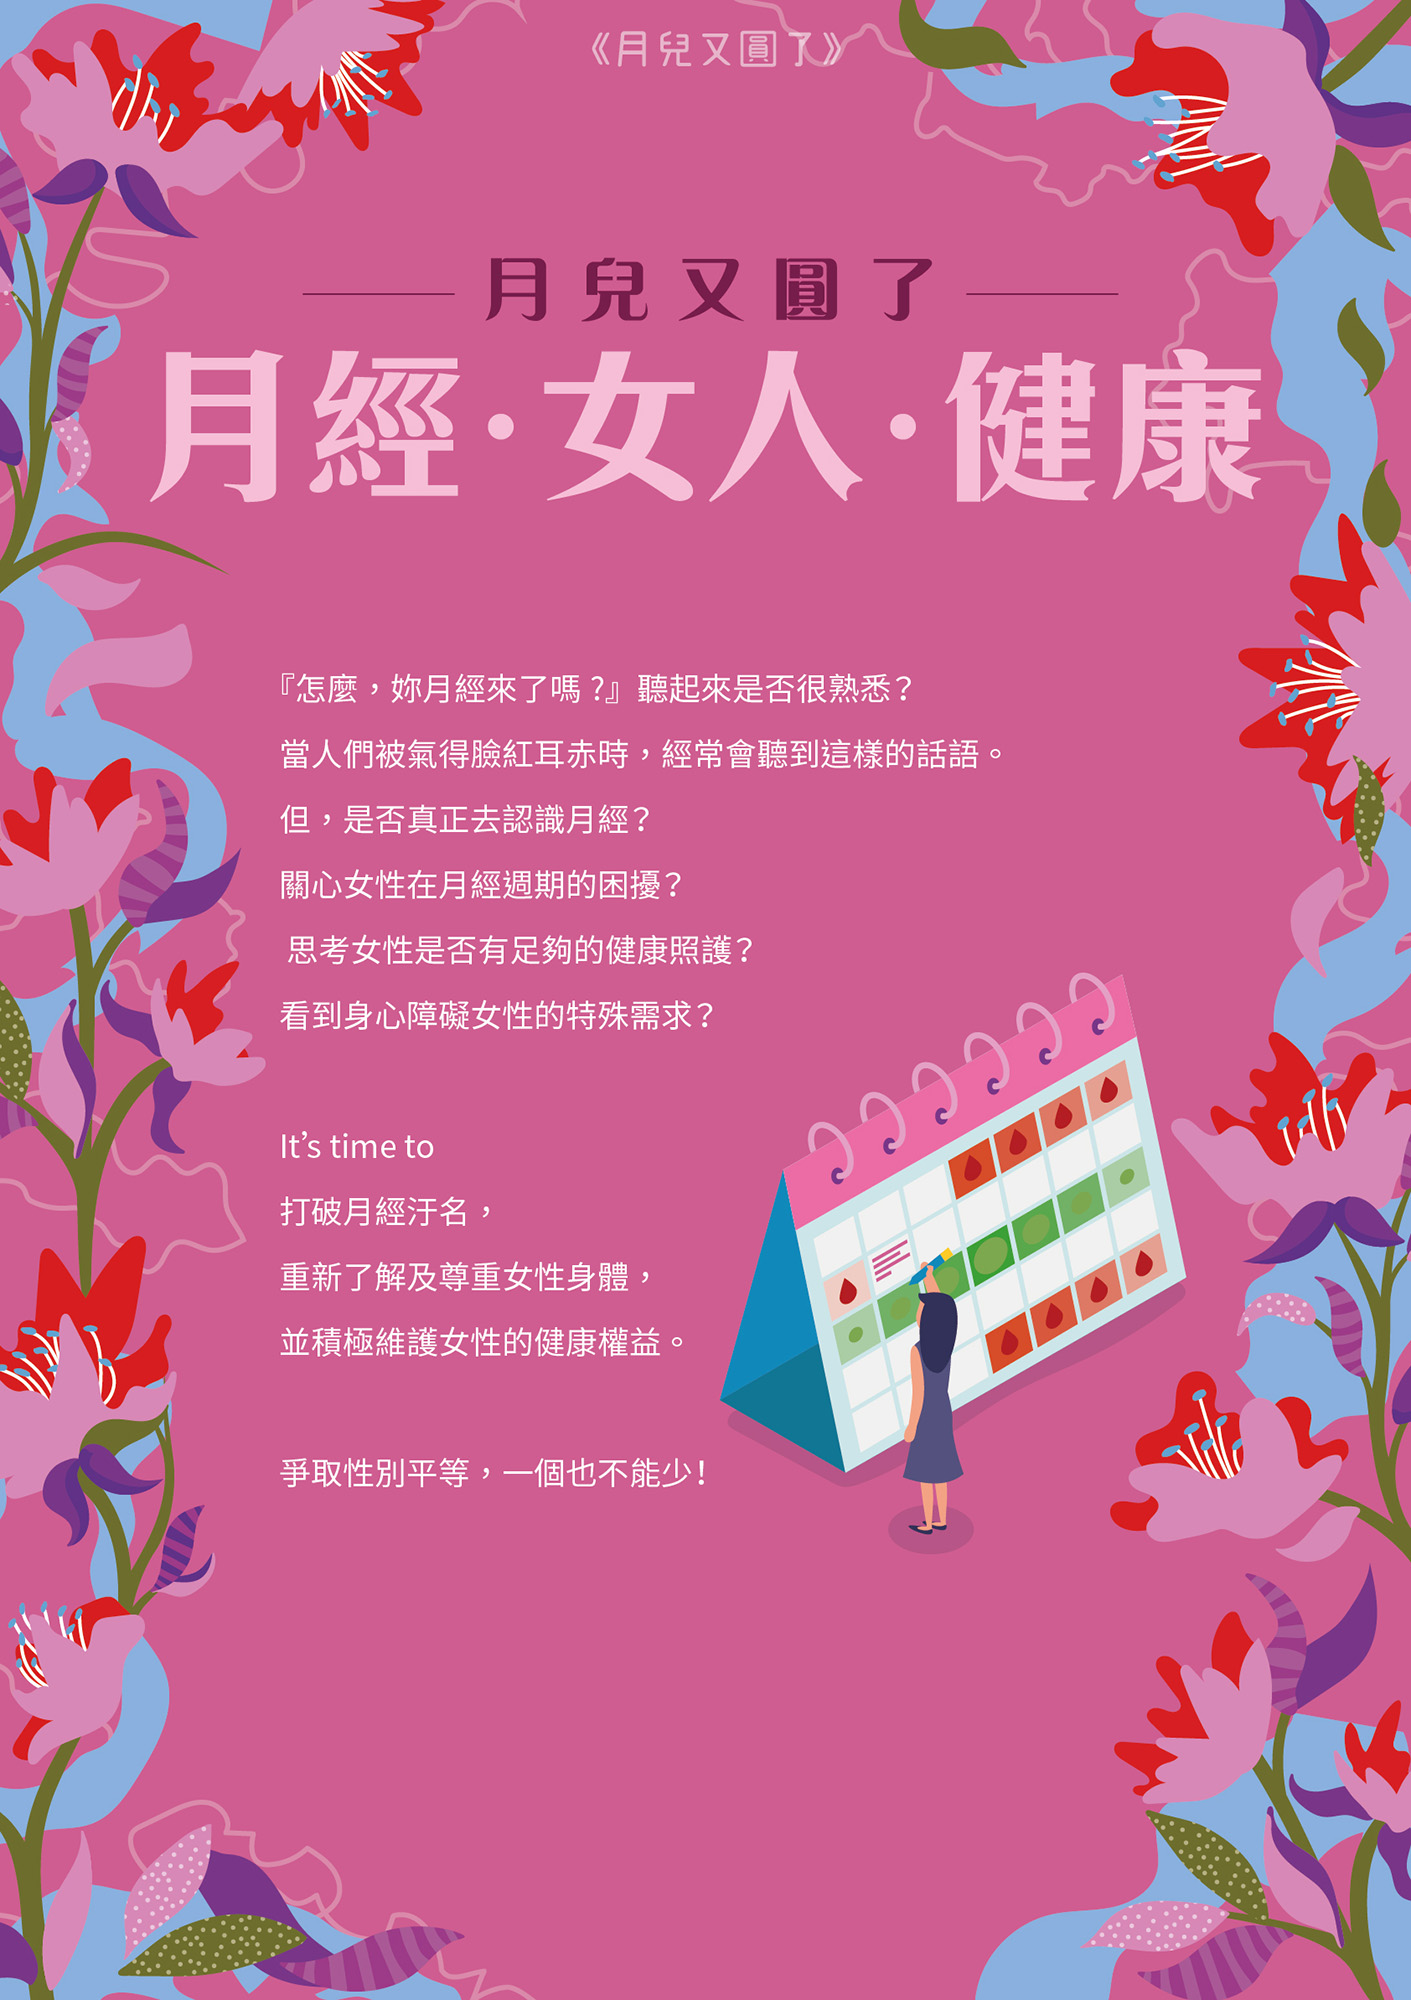 《月兒又圓了》
月兒又圓了
月經·女人·健康
『怎麼，妳月經來了嗎?』聽起來是否很熟悉?
當人們被氣得臉紅耳赤時，經常會聽到這樣的話語。
但，是否真正去認識月經?
關心女性在月經週期的困擾?
思考女性是否有足夠的健康照護?
看到身心障礙女性的特殊需求?
It's time to
打破月經汙名，
重新了解及尊重女性身體，
並積極維護女性的健康權益。
爭取性別平等，一個也不能少!